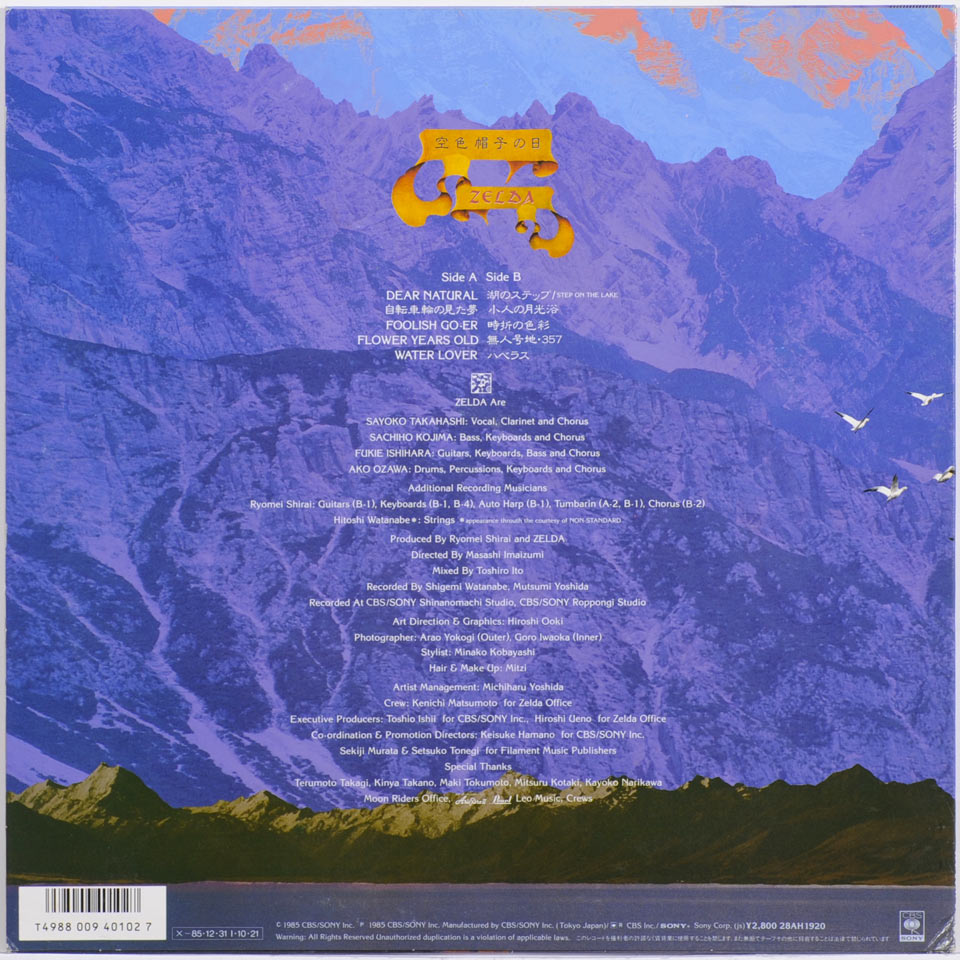 空色帽子の日
ZELDA
Side A Side B
DEAR NATURAL 湖のステップ/STEP ON THE LAKE
自転車輪の見た夢 小人の月光浴
FOOLISH GO-ER 時折の色彩
FLOWER YEARS OLD 無人号地・357
WATER LOVER ハベラス
ZELDA Are
SAYOKO TAKAHASHI: Vocal, Clarinet and Chorus
SACHIHO KOJIMA: Bass, Keyboards and Chorus
FUKIE ISHIHARA: Guitars, Keyboards, Bass and Chorus
AKO OZAWA: Drums, Percussions, Keyboards and Chorus
Additional Recording Musicians
Ryomei Shirai: Guitars (B-1), Keyboards (B-1, B-4), Auto Harp (B-1), Tumbarin (A-2, B-1), Chorus (B-2)
Hitoshi Watanabe*: Strings *appearance throuth the courtesy of NON-STANDARD.
Produced By Ryomei Shirai and ZELDA
Directed By Masashi Imaizumi
Mixed By Toshiro Ito
Recorded By Shigemi Watanabe, Mutsumi Yoshida
Recorded At CBS/SONY Shinanomachi Studio, CBS/SONY Roppongi Studio
Art Direction & Graphics: Hiroshi Ooki
Photographer: Arao Yokogi (Outer), Goro Iwaoka (Inner)
Stylist: Minako Kobayashi
Hair & Make Up: Mitzi
Artist Management: Michiharu Yoshida
Crew: Kenichi Matsumoto for Zelda Office
Executive Producers: Toshio Ishii for CBS/SONY Inc., Hiroshi Ueno for Zelda Office
Co-ordination & Promotion Directors: Keisuke Hamano for CBS/SONY Inc.
Sekiji Murata & Setsuko Tonegi for Filament Music Publishers
Special Thanks
Terumoto Takagi, Kinya Takano, Maki Tokumoto, Mitsuru Kotaki, Kayoko Narikawa
Moon Riders Office, Leo Music, Crews
T4988 009 40102 7
X-85·12·31 I·10·21
© 1985 CBS/SONY Inc. ℗ 1985 CBS/SONY Inc. Manufactured by CBS/SONY Inc. (Tokyo Japan)/ CBS Inc./SONY. Sony Corp. (js) ¥2,800 28AH1920
Warning: All Rights Reserved Unauthorized duplication is a violation of applicable laws.
CBS
SONY